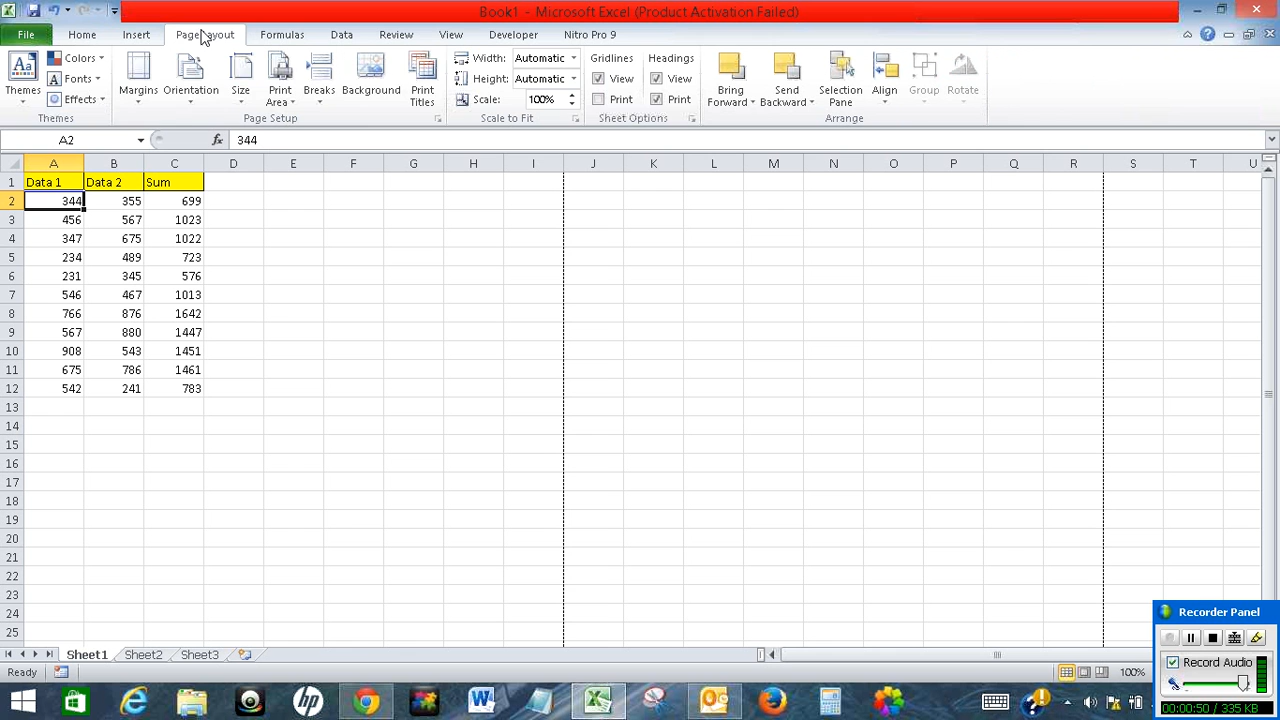 Book1 - Microsoft Excel (Product Activation Failed)
File Home Insert Page Layout Formulas Data Review View Developer Nitro Pro 9
Themes Colors Fonts Effects
Margins Orientation Size Print Area Breaks Background Print Titles
Width: Automatic
Height: Automatic
Scale: 100%
Gridlines Headings
View View
Print Print
Bring Forward Send Backward Selection Pane Align Group Rotate
Themes Page Setup Scale to Fit Sheet Options Arrange
A2 fx 344
A B C D E F G H I J K L M N O P Q R S T U
1 Data 1 Data 2 Sum
2 344 355 699
3 456 567 1023
4 347 675 1022
5 234 489 723
6 231 345 576
7 546 467 1013
8 766 876 1642
9 567 880 1447
10 908 543 1451
11 675 786 1461
12 542 241 783
13
14
15
16
17
18
19
20
21
22
23
24
25
Recorder Panel
Record Audio
00:00:50 / 335 KB
Sheet1 Sheet2 Sheet3
Ready 100%